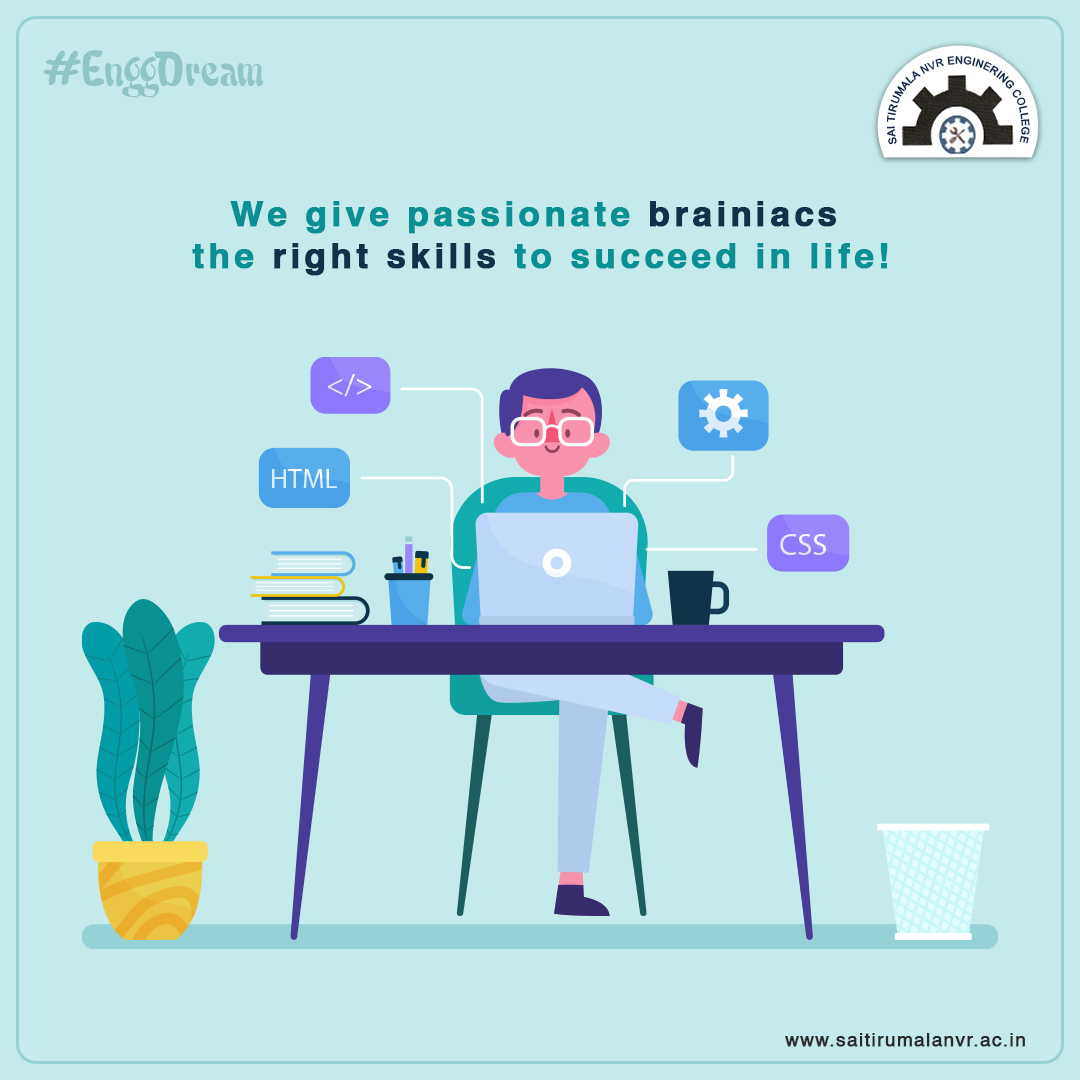 #EnggDream
SAI TIRUMALA NVR ENGINERING COLLEGE
We give passionate brainiacs
the right skills to succeed in life!
</>
HTML
CSS
www.saitirumalanvr.ac.in